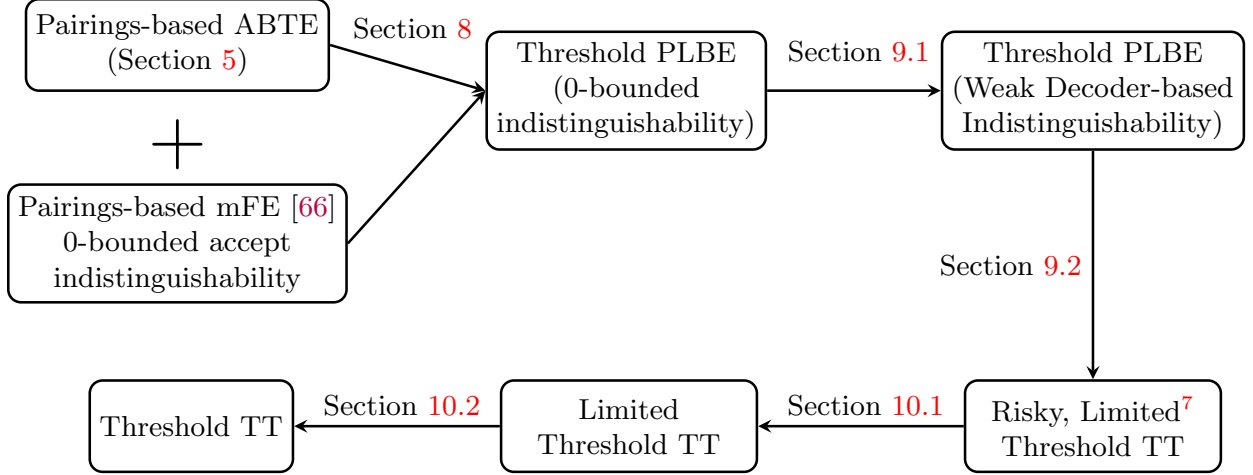 Pairings-based ABTE
(Section 5)
Section 8
+
Pairings-based mFE [66]
0-bounded accept
indistinguishability
Threshold PLBE
(0-bounded
indistinguishability)
Section 9.1
Threshold PLBE
(Weak Decoder-based
Indistinguishability)
Section 9.2
Risky, Limited⁷
Threshold TT
Section 10.1
Limited
Threshold TT
Section 10.2
Threshold TT